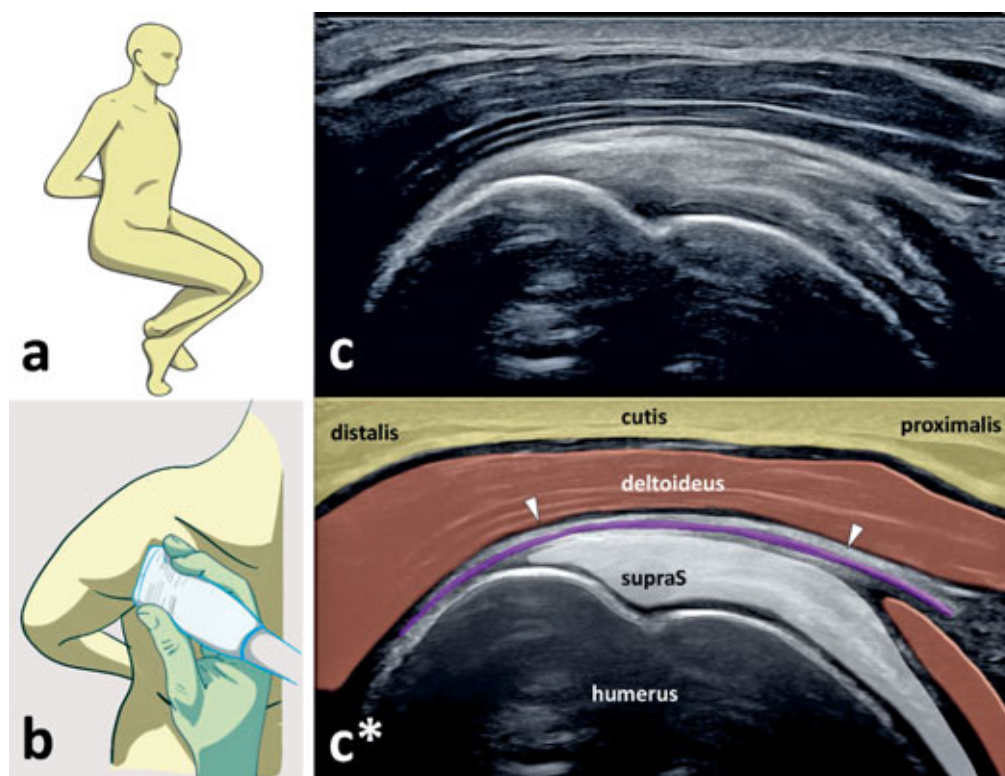 a
c
b
distalis
cutis
proximalis
deltoideus
supraS
humerus
c*